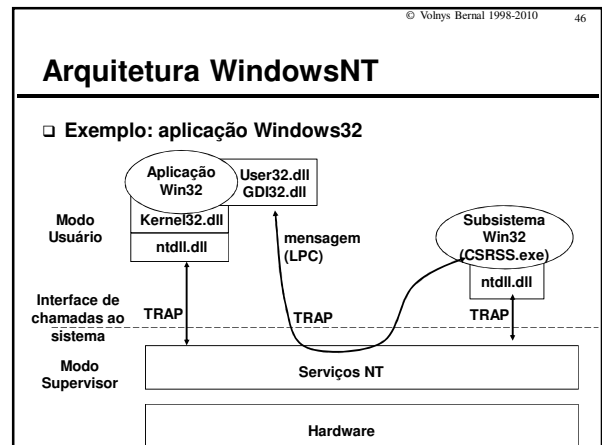 © Volnys Bernal 1998-2010 46
Arquitetura WindowsNT
❑ Exemplo: aplicação Windows32
Aplicação
Win32
User32.dll
GDI32.dll
Kernel32.dll
ntdll.dll
Modo
Usuário
mensagem
(LPC)
Subsistema
Win32
(CSRSS.exe)
ntdll.dll
Interface de
chamadas ao
sistema
TRAP
TRAP
TRAP
Modo
Supervisor
Serviços NT
Hardware